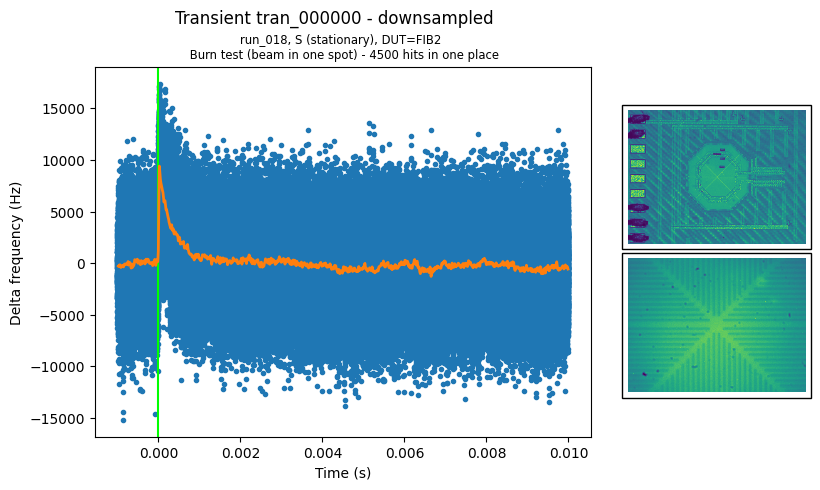 Transient tran_000000 - downsampled
run_018, S (stationary), DUT=FIB2
Burn test (beam in one spot) - 4500 hits in one place
Delta frequency (Hz)
15000
10000
5000
0
−5000
−10000
−15000
0.000
0.002
0.004
0.006
0.008
0.010
Time (s)